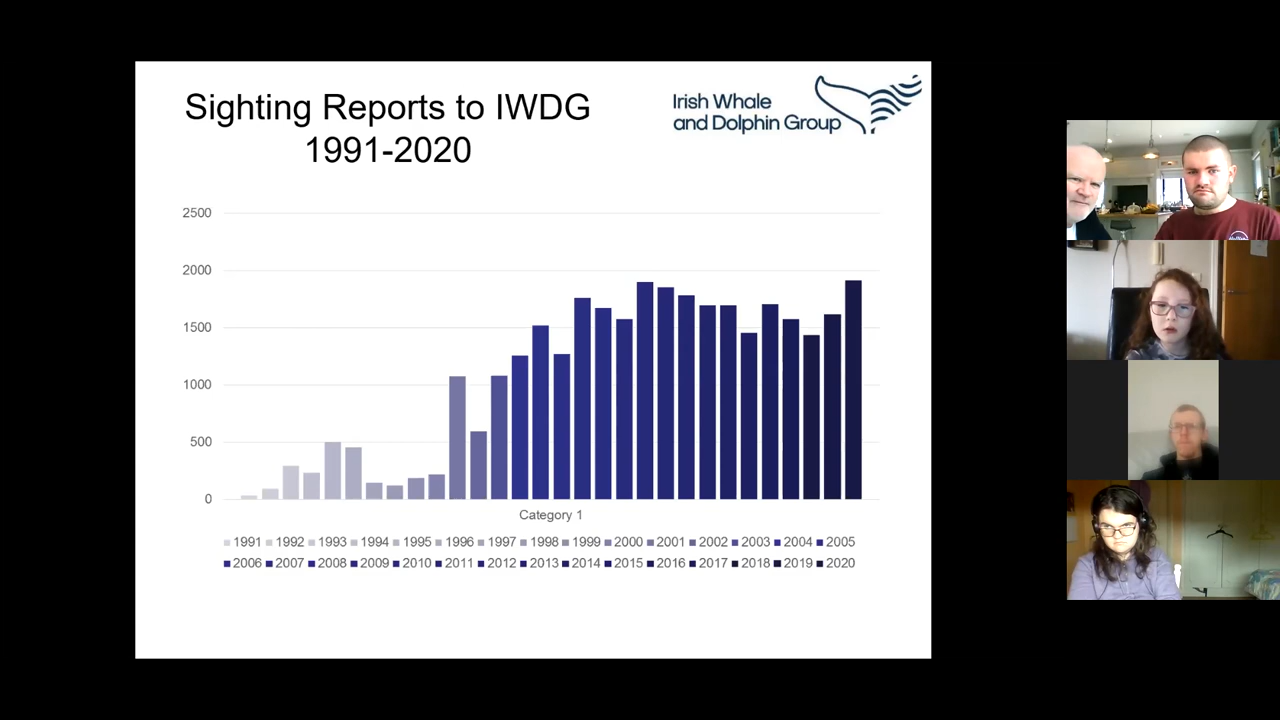 Sighting Reports to IWDG
1991-2020
Irish Whale
and Dolphin Group
2500
2000
1500
1000
500
0
Category 1
1991 1992 1993 1994 1995 1996 1997 1998 1999 2000 2001 2002 2003 2004 2005
2006 2007 2008 2009 2010 2011 2012 2013 2014 2015 2016 2017 2018 2019 2020